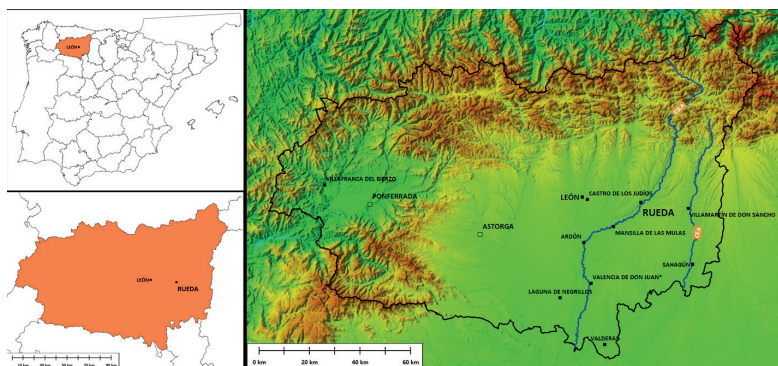 LEÓN
LEÓN
RUEDA
0 km
20 km
40 km
60 km
CEA
VILLAFRANCA DEL BIERZO
PONFERRADA
LEÓN
CASTRO DE LOS JUDÍOS
RUEDA
VILLAMARTÍN DE DON SANCHO
ASTORGA
MANSILLA DE LAS MULAS
CEA
ARDÓN
SAHAGÚN
VALENCIA DE DON JUAN*
LAGUNA DE NEGRILLOS
VALDERAS